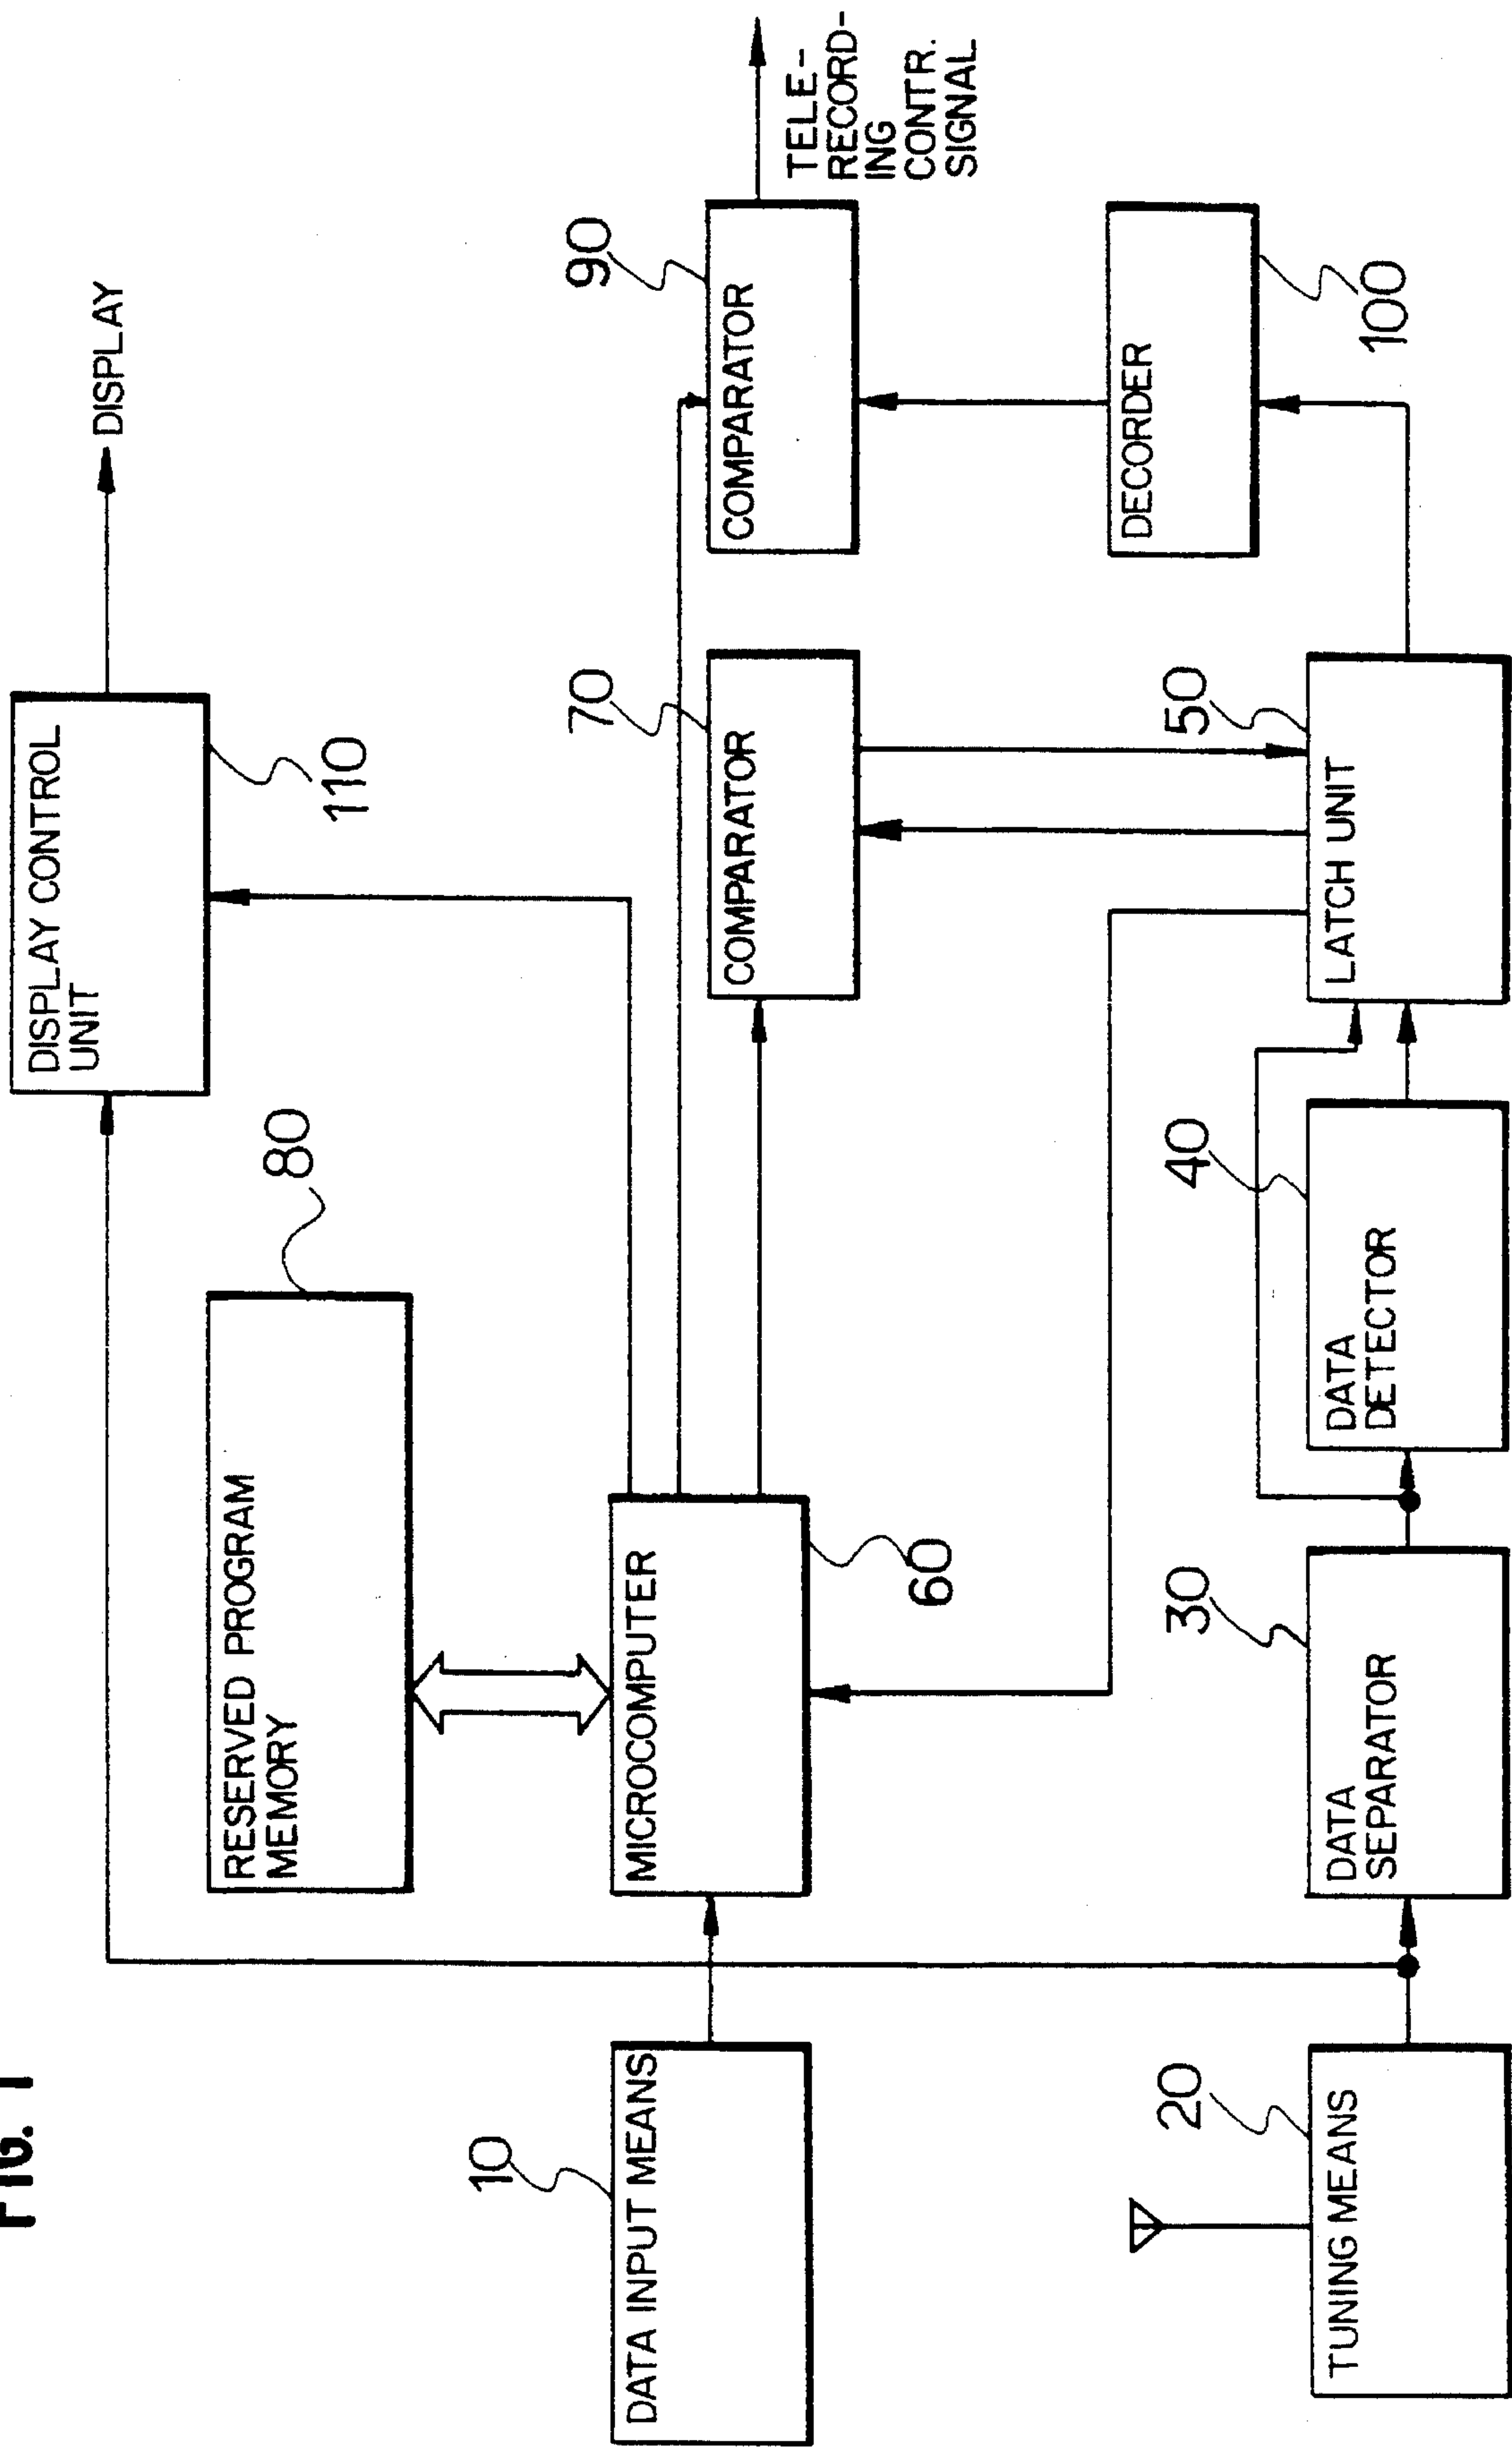 FIG. 1
DISPLAY CONTROL
UNIT
110
DISPLAY
RESERVED PROGRAM
MEMORY
80
DATA INPUT MEANS
10
MICROCOMPUTER
60
COMPARATOR
70
COMPARATOR
90
TELE-
RECORD-
ING
CONTR.
SIGNAL
DECORDER
100
TUNING MEANS
20
DATA
SEPARATOR
30
DATA
DETECTOR
40
LATCH UNIT
50